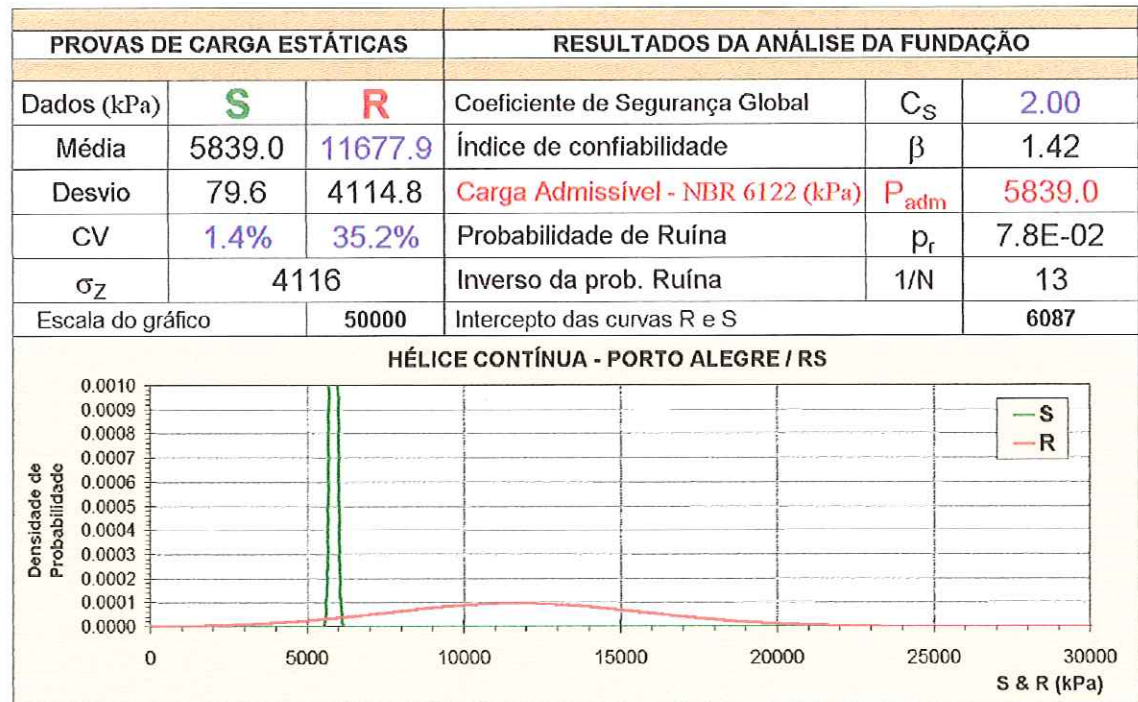 PROVAS DE CARGA ESTÁTICAS RESULTADOS DA ANÁLISE DA FUNDAÇÃO
Dados (kPa) S R Coeficiente de Segurança Global C_S 2.00
Média 5839.0 11677.9 Índice de confiabilidade β 1.42
Desvio 79.6 4114.8 Carga Admissível - NBR 6122 (kPa) P_adm 5839.0
CV 1.4% 35.2% Probabilidade de Ruína p_r 7.8E-02
σ_Z 4116 Inverso da prob. Ruína 1/N 13
Escala do gráfico 50000 Intercepto das curvas R e S 6087
HÉLICE CONTÍNUA - PORTO ALEGRE / RS
Densidade de
Probabilidade
0.0010
0.0009
0.0008
0.0007
0.0006
0.0005
0.0004
0.0003
0.0002
0.0001
0.0000
S
R
0 5000 10000 15000 20000 25000 30000
S & R (kPa)